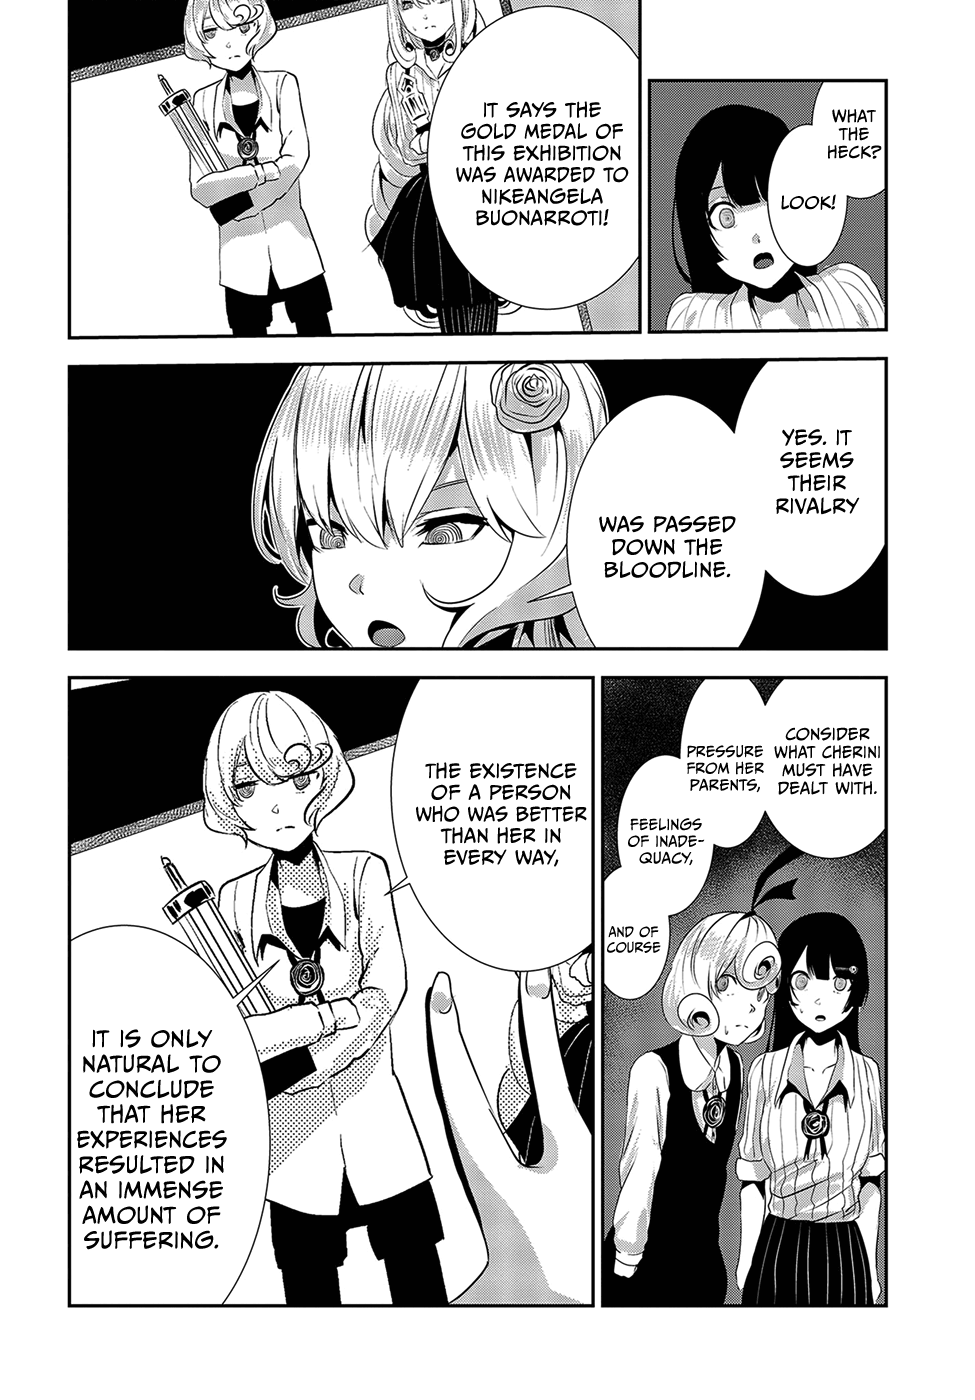 WHAT
THE
HECK?
LOOK!
IT SAYS THE
GOLD MEDAL OF
THIS EXHIBITION
WAS AWARDED TO
NIKEANGELA
BUONARROTI!
YES. IT
SEEMS
THEIR
RIVALRY
WAS PASSED
DOWN THE
BLOODLINE.
CONSIDER
WHAT CHERINI
MUST HAVE
DEALT WITH.
PRESSURE
FROM HER
PARENTS,
FEELINGS
OF INADE-
QUACY,
AND OF
COURSE
THE EXISTENCE
OF A PERSON
WHO WAS BETTER
THAN HER IN
EVERY WAY,
IT IS ONLY
NATURAL TO
CONCLUDE
THAT HER
EXPERIENCES
RESULTED IN
AN IMMENSE
AMOUNT OF
SUFFERING.